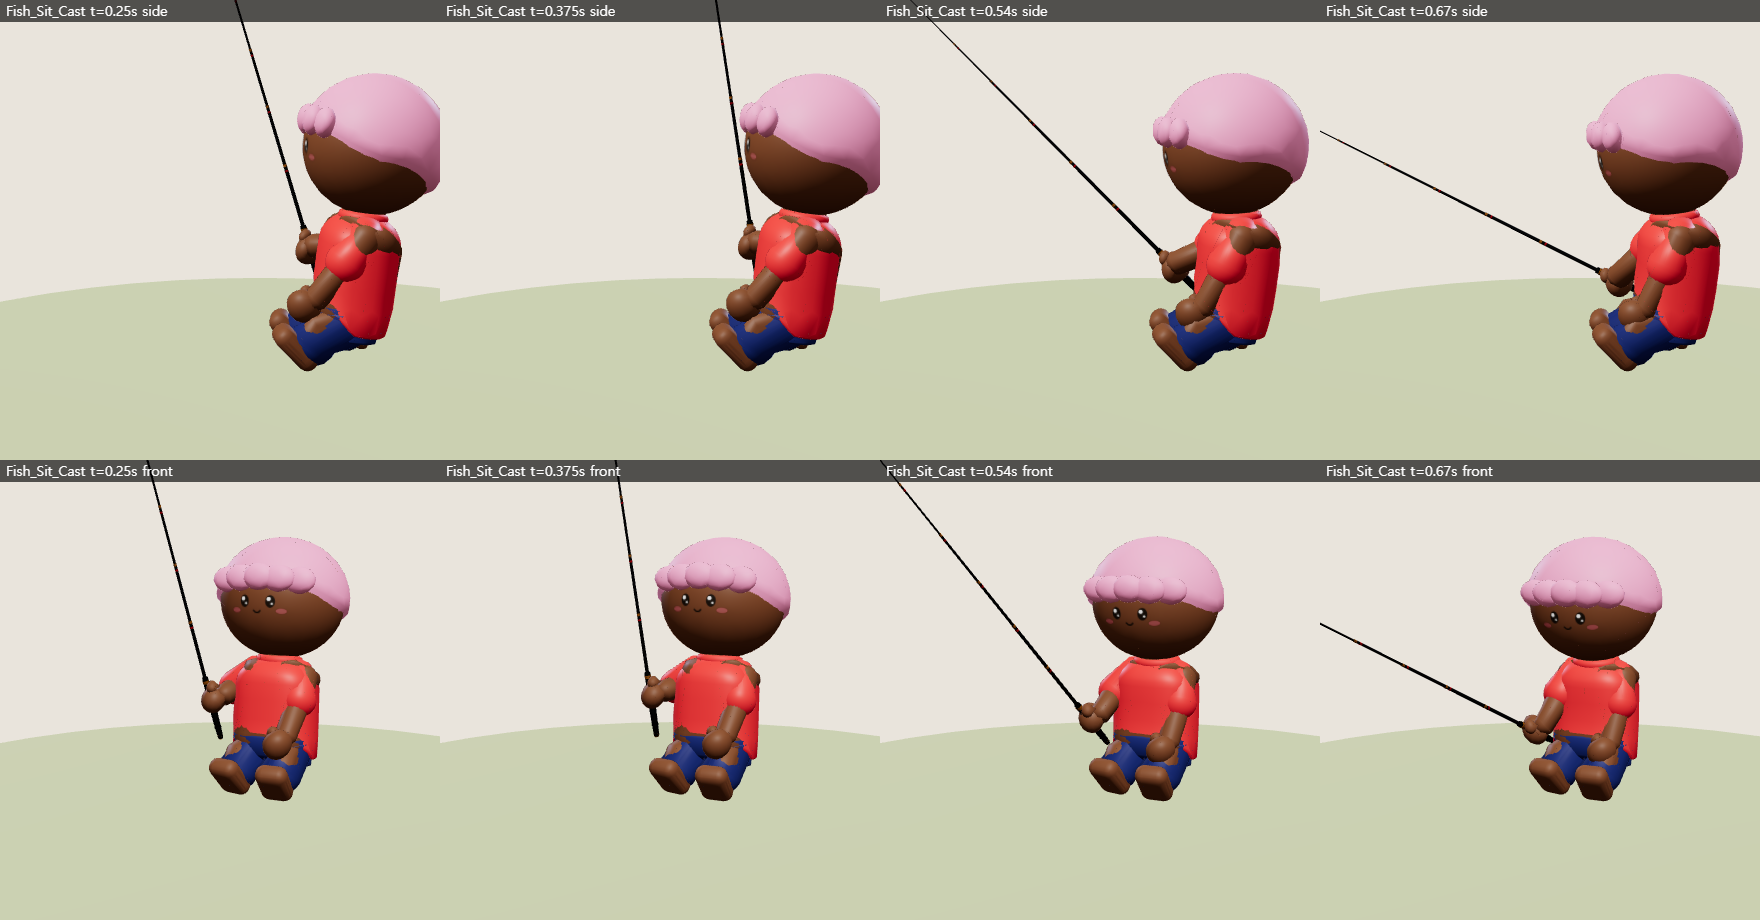 Fish_Sit_Cast t=0.25s side
Fish_Sit_Cast t=0.375s side
Fish_Sit_Cast t=0.54s side
Fish_Sit_Cast t=0.67s side
Fish_Sit_Cast t=0.25s front
Fish_Sit_Cast t=0.375s front
Fish_Sit_Cast t=0.54s front
Fish_Sit_Cast t=0.67s front